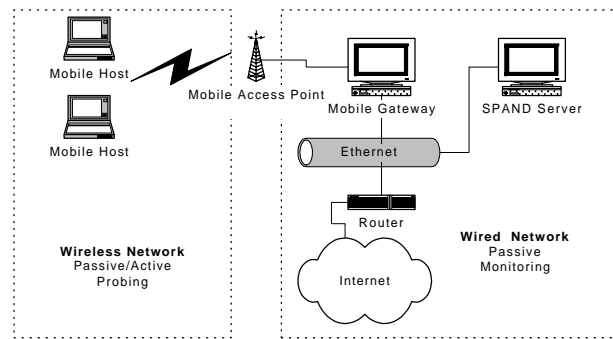 Mobile Host
Mobile Host
Mobile Access Point
Mobile Gateway
SPAND Server
Ethernet
Router
Internet
Wireless Network
Passive/Active
Probing
Wired Network
Passive
Monitoring